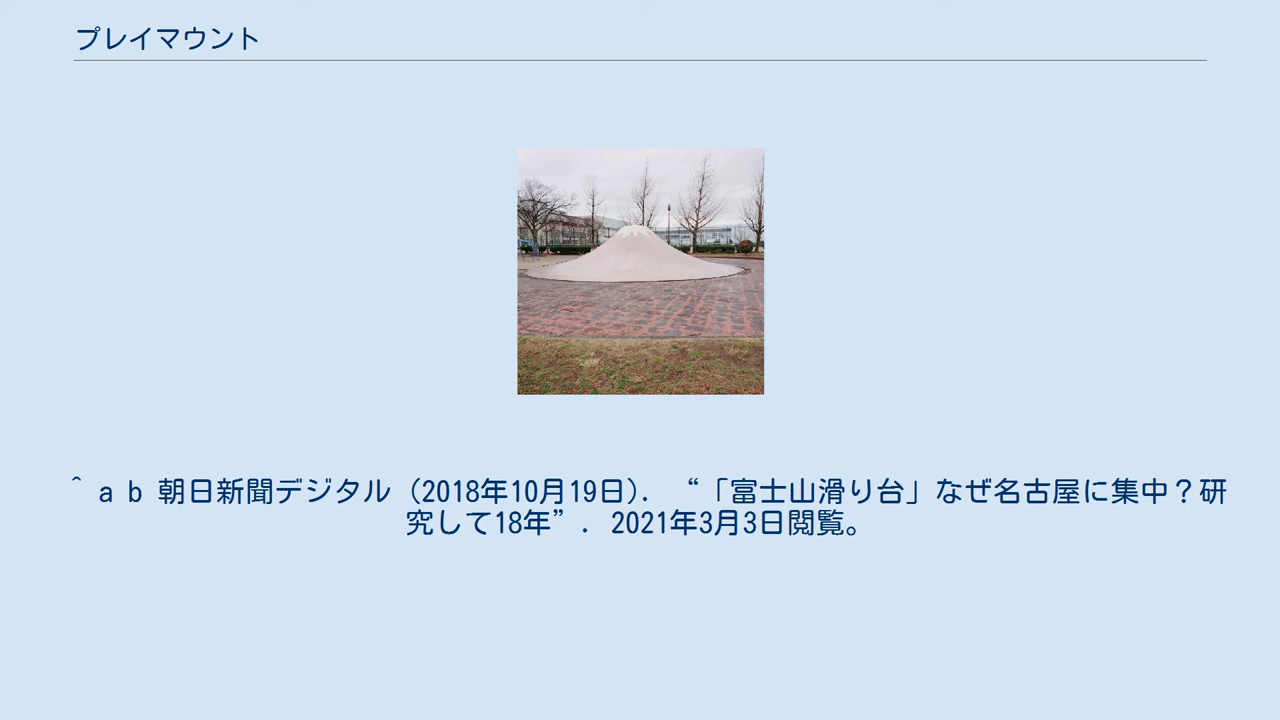 プレイマウント
^ a b 朝日新聞デジタル (2018年10月19日). “「富士山滑り台」なぜ名古屋に集中？研
究して18年”. 2021年3月3日閲覧。